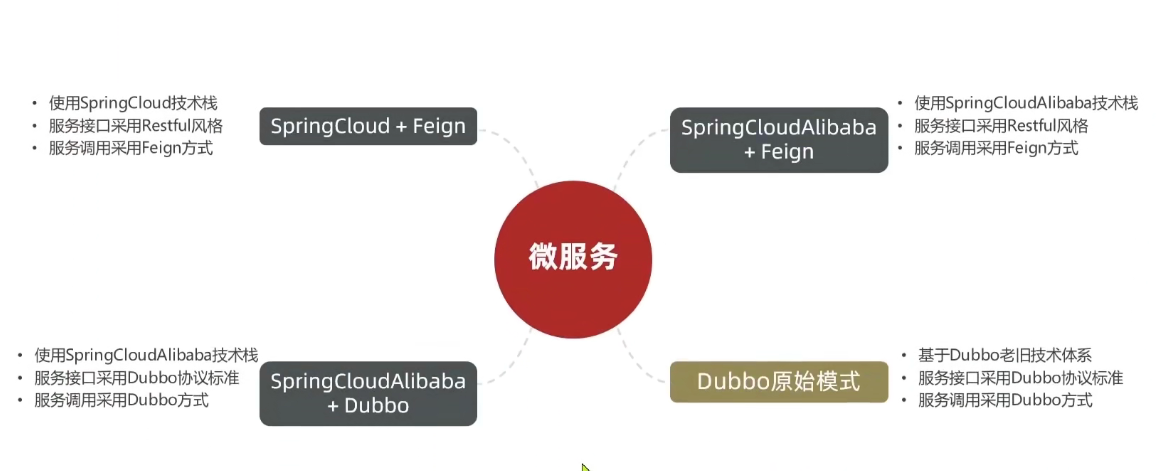 • 使用SpringCloud技术栈
• 服务接口采用Restful风格
• 服务调用采用Feign方式
SpringCloud + Feign
SpringCloudAlibaba
+ Feign
• 使用SpringCloudAlibaba技术栈
• 服务接口采用Restful风格
• 服务调用采用Feign方式
微服务
• 使用SpringCloudAlibaba技术栈
• 服务接口采用Dubbo协议标准
• 服务调用采用Dubbo方式
SpringCloudAlibaba
+ Dubbo
Dubbo原始模式
• 基于Dubbo老旧技术体系
• 服务接口采用Dubbo协议标准
• 服务调用采用Dubbo方式